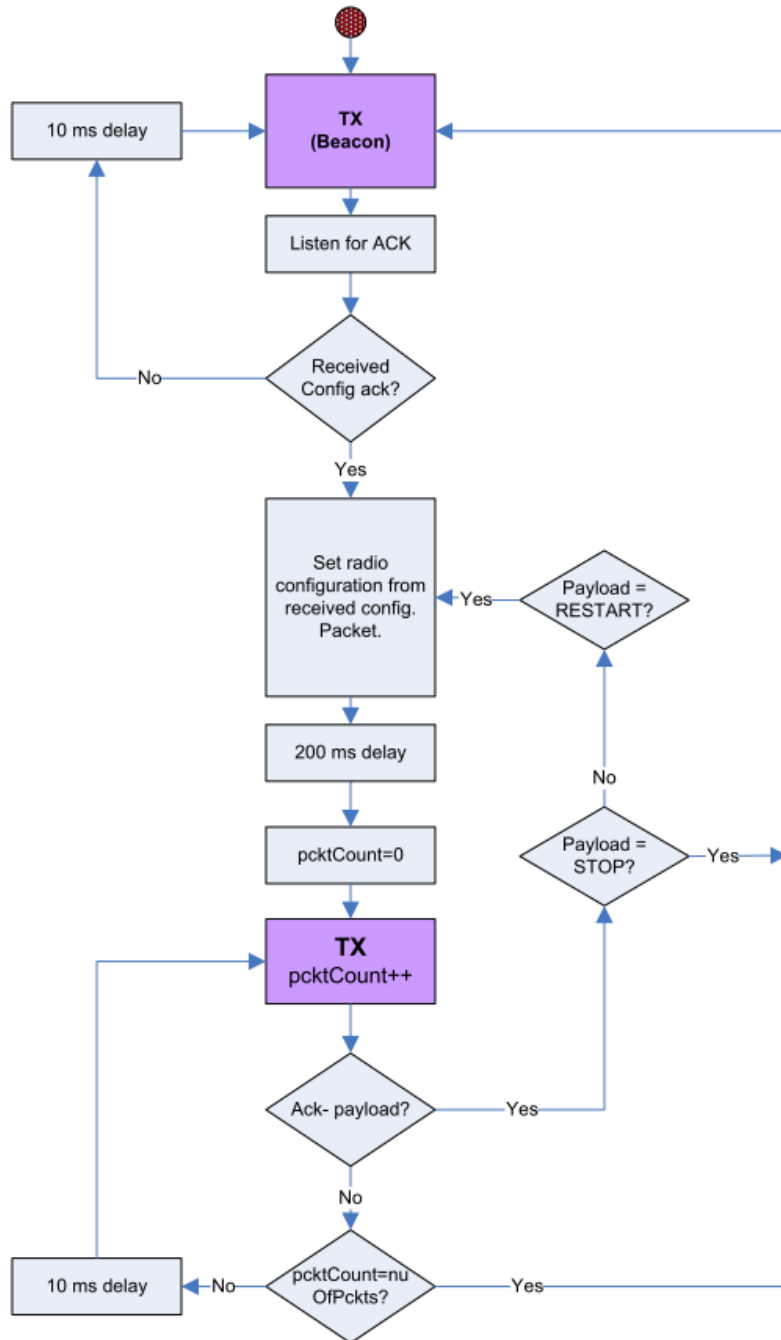 TX
(Beacon)
10 ms delay
Listen for ACK
Received
Config ack?
No
Yes
Set radio
configuration from
received config.
Packet.
Payload =
RESTART?
Yes
200 ms delay
No
pcktCount=0
Payload =
STOP?
Yes
TX
pcktCount++
Ack- payload?
Yes
No
pcktCount=nu
OfPckts?
No
Yes
10 ms delay